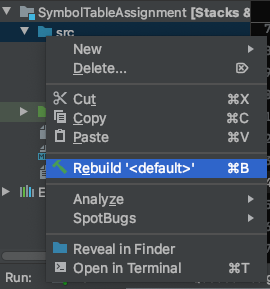 SymbolTableAssignment [Stacks &
src
New
Delete...
Cut ⌘X
Copy ⌘C
Paste ⌘V
Rebuild '<default>' ⌘B
Analyze
SpotBugs
Reveal in Finder
Open in Terminal ⌘T
Run: